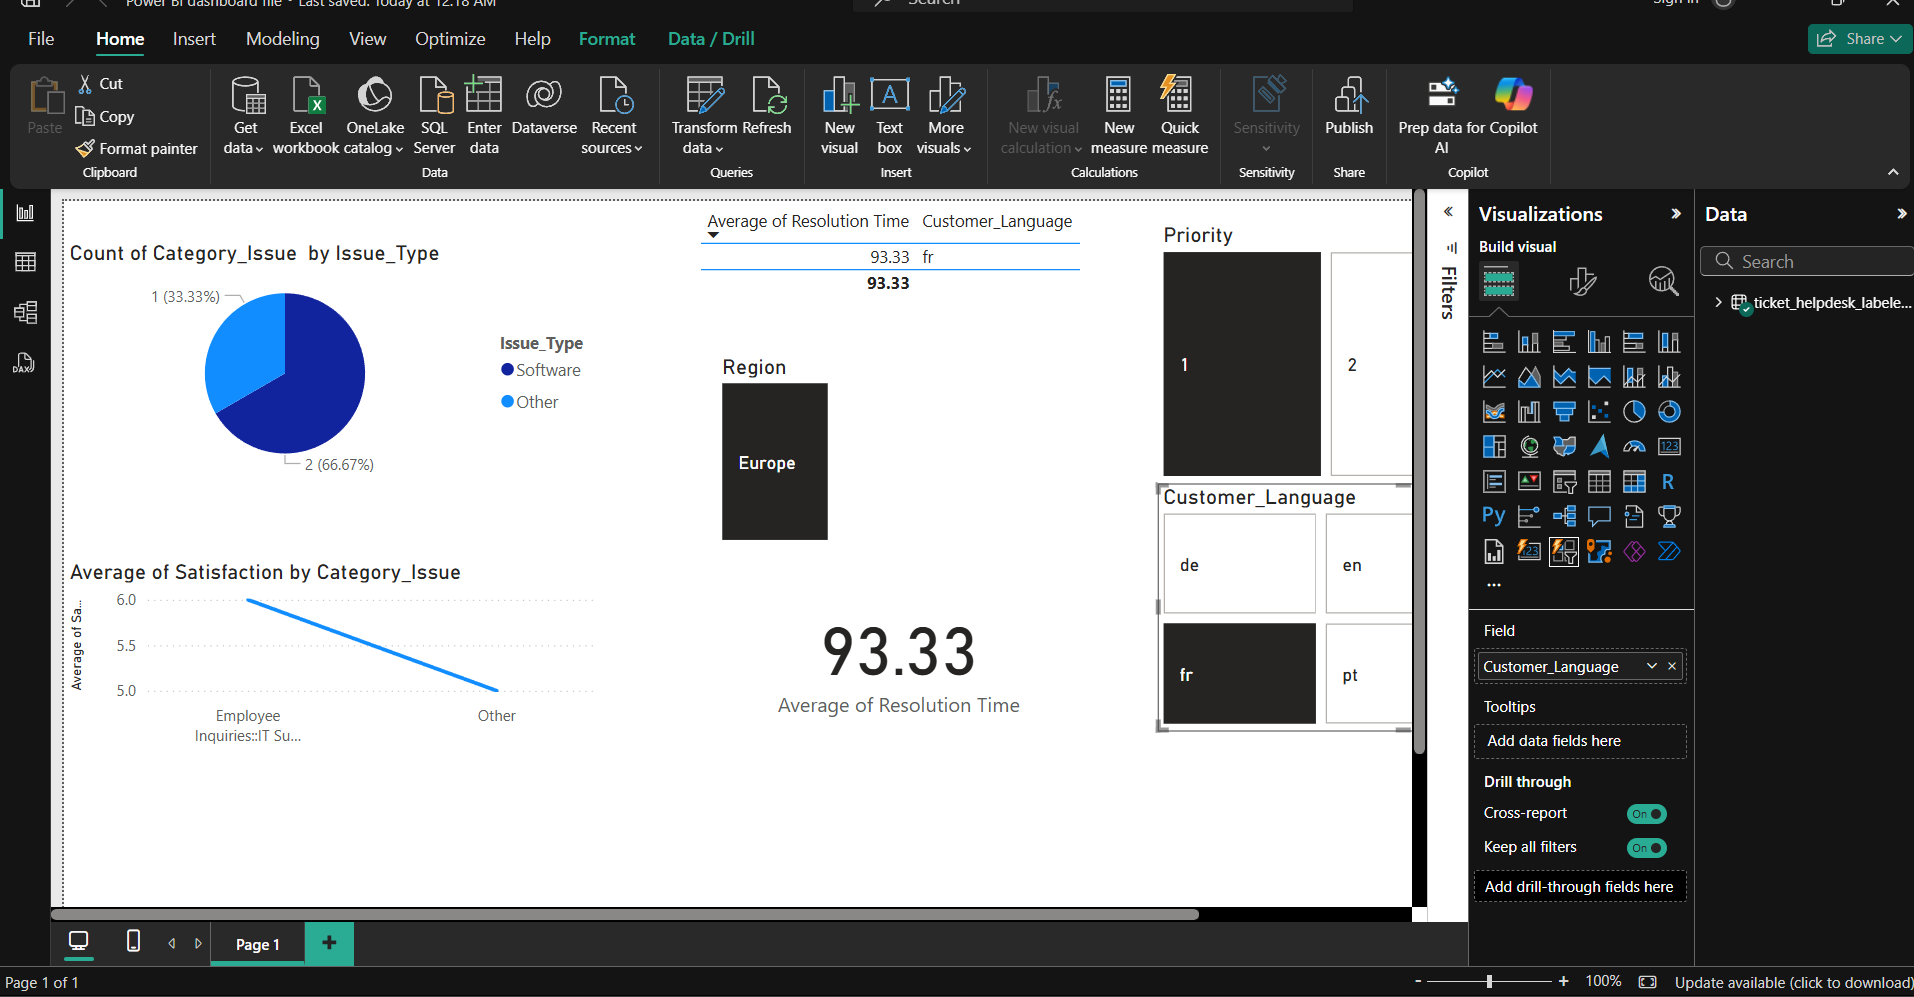 Power BI dashboard file • Last saved: Today at 12:18 AM
Search
Sign in
File
Home
Insert
Modeling
View
Optimize
Help
Format
Data / Drill
Share
Paste
Cut
Copy
Format painter
Clipboard
Get data
Excel workbook
OneLake catalog
SQL Server
Enter data
Dataverse
Recent sources
Data
Transform data
Refresh
Queries
New visual
Text box
More visuals
Insert
New visual calculation
New measure
Quick measure
Calculations
Sensitivity
Sensitivity
Publish
Share
Prep data for AI
Copilot
Copilot
Count of Category_Issue by Issue_Type
1 (33.33%)
2 (66.67%)
Issue_Type
Software
Other
Average of Resolution Time Customer_Language
93.33 fr
93.33
Region
Europe
Priority
1
2
Customer_Language
de
en
fr
pt
Average of Satisfaction by Category_Issue
Average of Sa...
6.0
5.5
5.0
Employee
Inquiries::IT Su...
Other
93.33
Average of Resolution Time
Filters
Visualizations
Build visual
123
R
Py
123
...
Field
Customer_Language
Tooltips
Add data fields here
Drill through
Cross-report
On
Keep all filters
On
Add drill-through fields here
Data
Search
ticket_helpdesk_labele...
DAX
Page 1
Page 1 of 1
- + 100%
Update available (click to download)